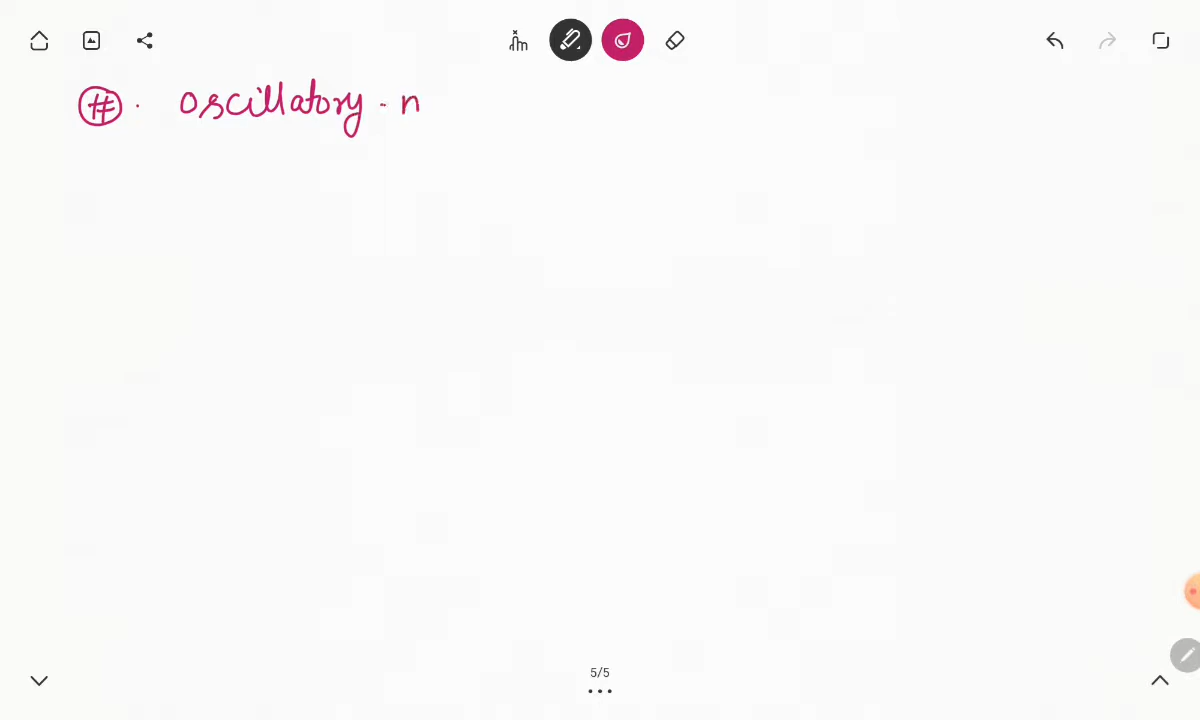 # . oscillatory . n
5/5